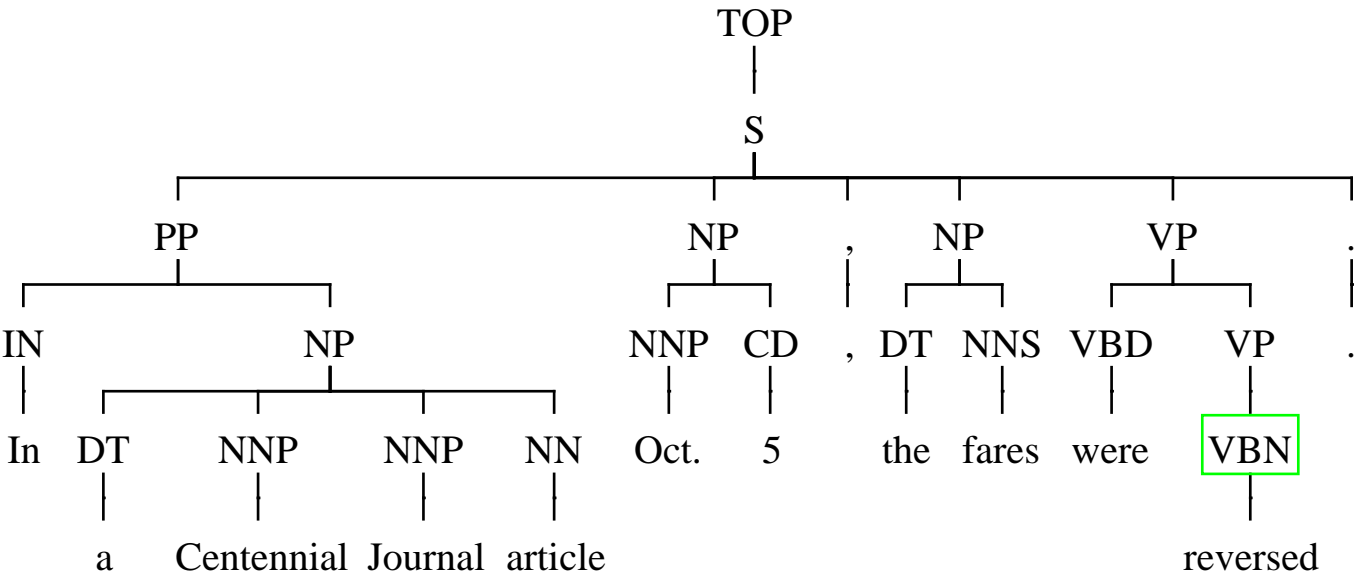 TOP
S
PP NP , NP VP .
IN NP NNP CD , DT NNS VBD VP .
In DT NNP NNP NN Oct. 5 the fares were VBN
a Centennial Journal article reversed